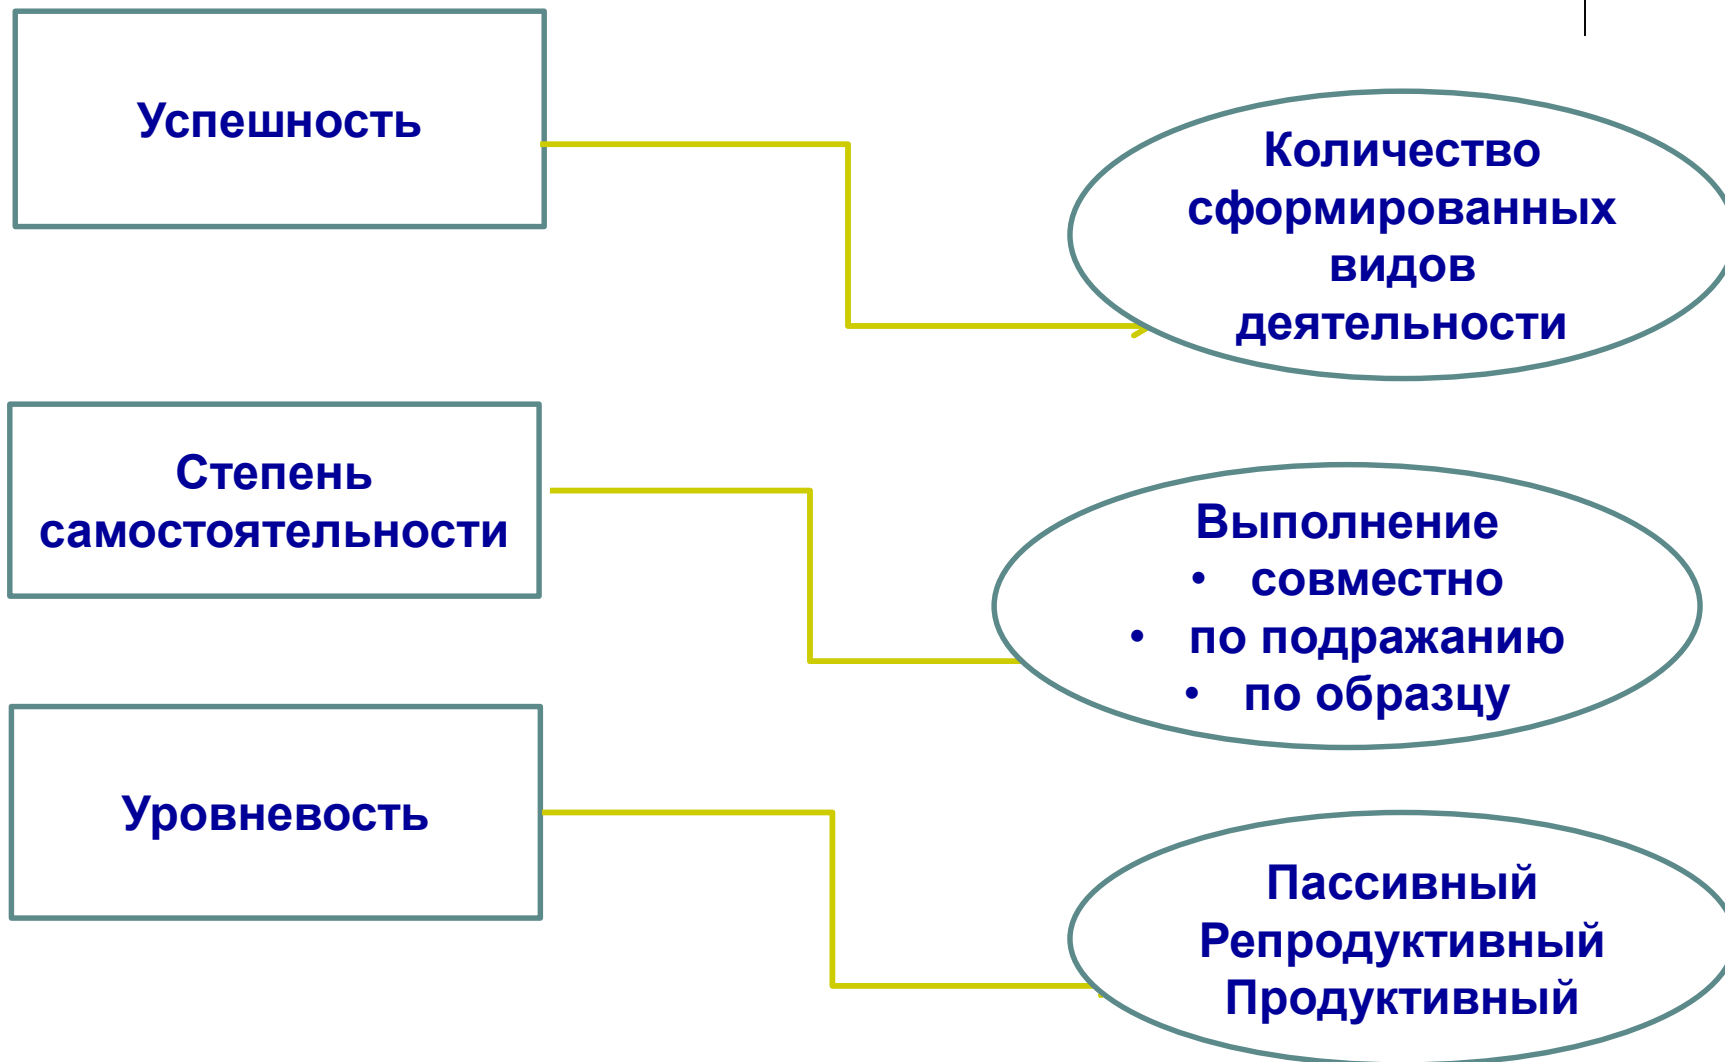 Успешность
Количество
сформированных
видов
деятельности
Степень
самостоятельности
Выполнение
• совместно
• по подражанию
• по образцу
Уровневость
Пассивный
Репродуктивный
Продуктивный